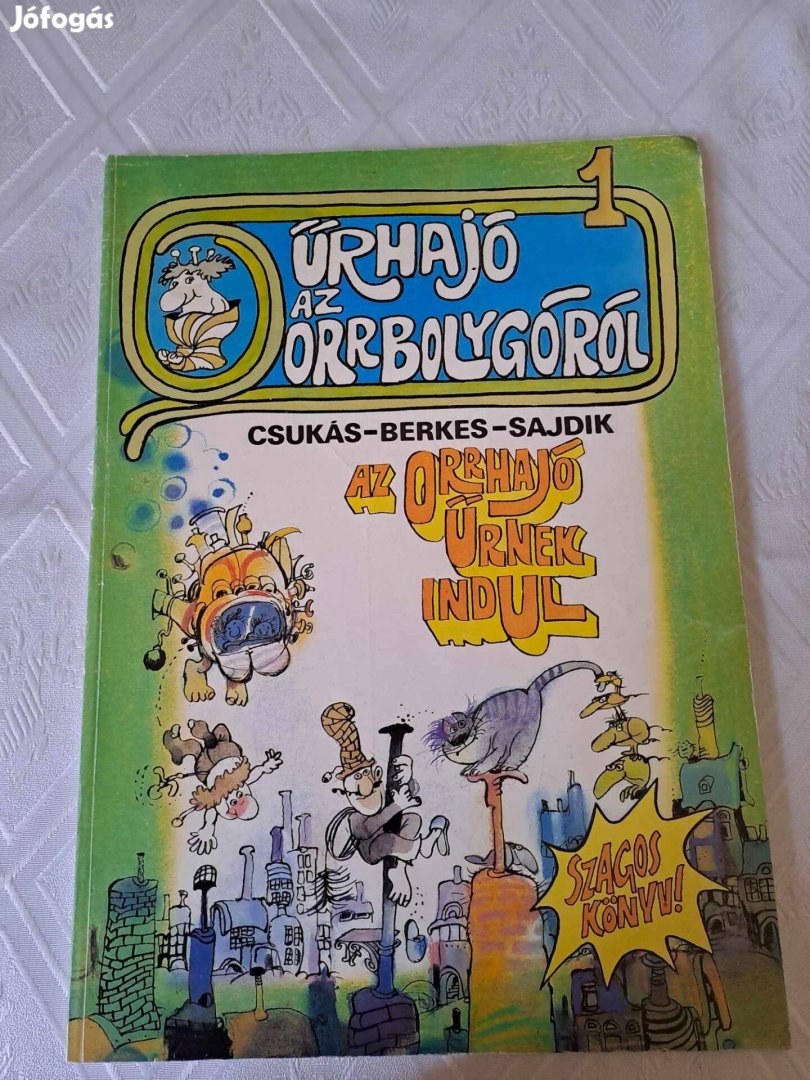 Jófogás
1
ŰRHAJÓ
AZ
ORRBOLYGÓRÓL
CSUKÁS-BERKES-SAJDIK
AZ ORRHAJÓ
ŰRNEK
INDUL
SZAGOS
KÖNYV!